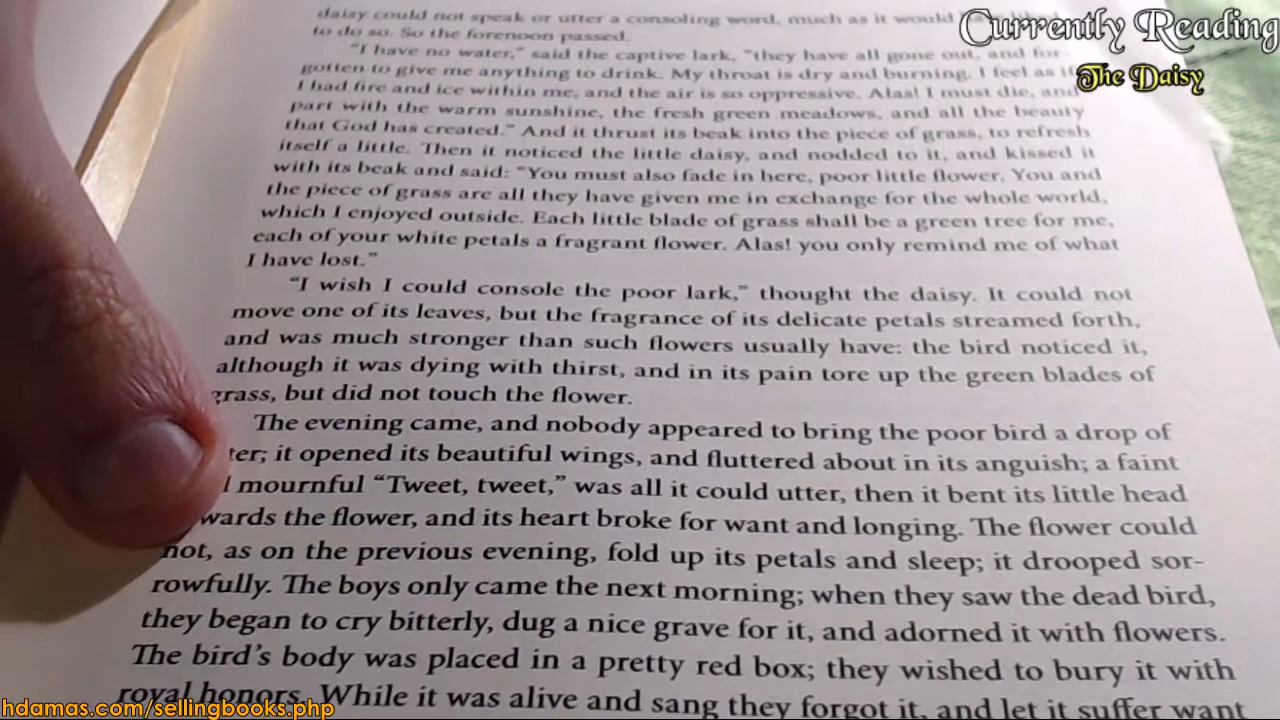 Currently Reading
The Daisy
daisy could not speak or utter a consoling word, much as it would
to do so. So the forenoon passed.
“I have no water,” said the captive lark, “they have all gone out, and for
gotten to give me anything to drink. My throat is dry and burning. I feel as if
I had fire and ice within me, and the air is so oppressive. Alas! I must die, and
part with the warm sunshine, the fresh green meadows, and all the beauty
that God has created.” And it thrust its beak into the piece of grass, to refresh
itself a little. Then it noticed the little daisy, and nodded to it, and kissed it
with its beak and said: “You must also fade in here, poor little flower. You and
the piece of grass are all they have given me in exchange for the whole world,
which I enjoyed outside. Each little blade of grass shall be a green tree for me,
each of your white petals a fragrant flower. Alas! you only remind me of what
I have lost.”
“I wish I could console the poor lark,” thought the daisy. It could not
move one of its leaves, but the fragrance of its delicate petals streamed forth,
and was much stronger than such flowers usually have: the bird noticed it,
although it was dying with thirst, and in its pain tore up the green blades of
grass, but did not touch the flower.
The evening came, and nobody appeared to bring the poor bird a drop of
ter; it opened its beautiful wings, and fluttered about in its anguish; a faint
mournful “Tweet, tweet,” was all it could utter, then it bent its little head
wards the flower, and its heart broke for want and longing. The flower could
not, as on the previous evening, fold up its petals and sleep; it drooped sor-
rowfully. The boys only came the next morning; when they saw the dead bird,
they began to cry bitterly, dug a nice grave for it, and adorned it with flowers.
The bird’s body was placed in a pretty red box; they wished to bury it with
royal honors. While it was alive and sang they forgot it, and let it suffer want
hdamas.com/sellingbooks.php